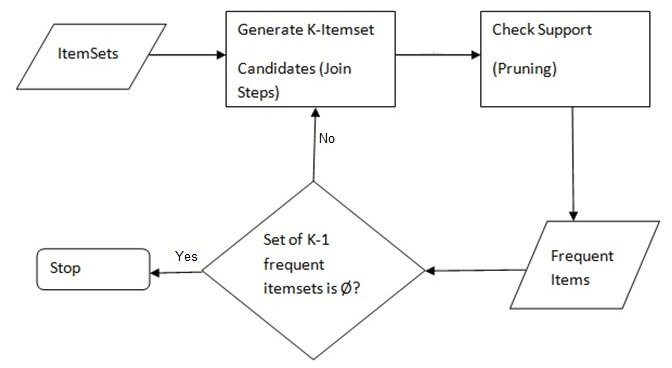 ItemSets
Generate K-Itemset
Candidates (Join
Steps)
Check Support
(Pruning)
No
Set of K-1
frequent
itemsets is Ø?
Yes
Stop
Frequent
Items